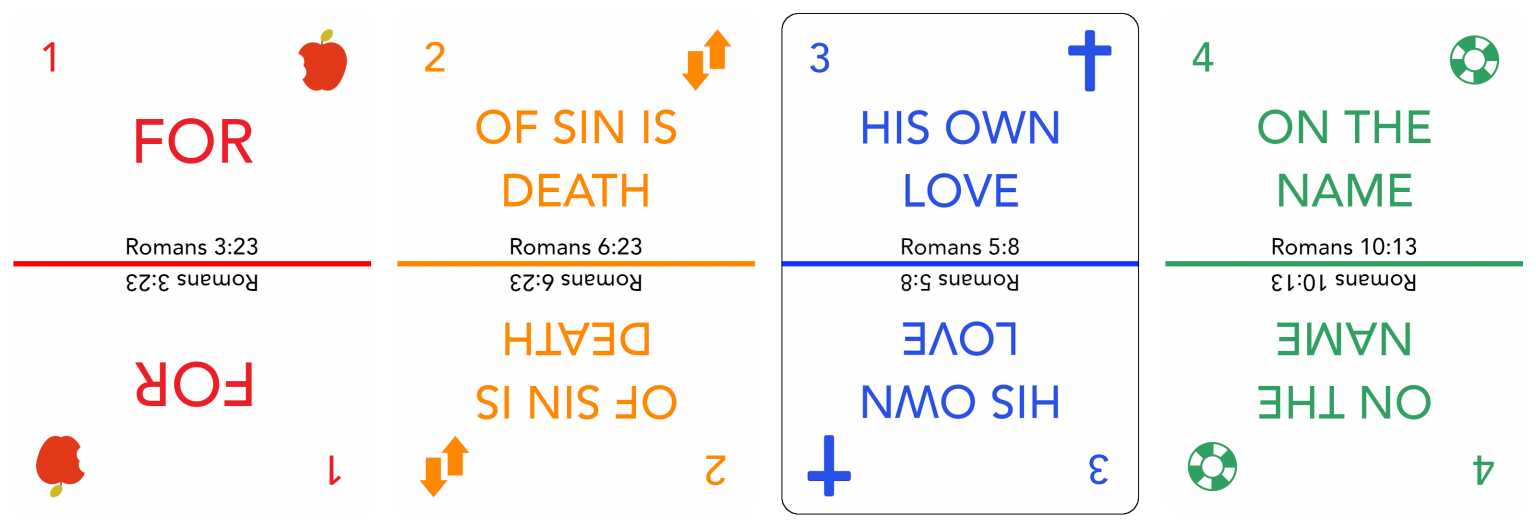 1
FOR
Romans 3:23
Romans 3:23
FOR
1
2
OF SIN IS
DEATH
Romans 6:23
Romans 6:23
DEATH
OF SIN IS
2
3
HIS OWN
LOVE
Romans 5:8
Romans 5:8
LOVE
HIS OWN
3
4
ON THE
NAME
Romans 10:13
Romans 10:13
NAME
ON THE
4